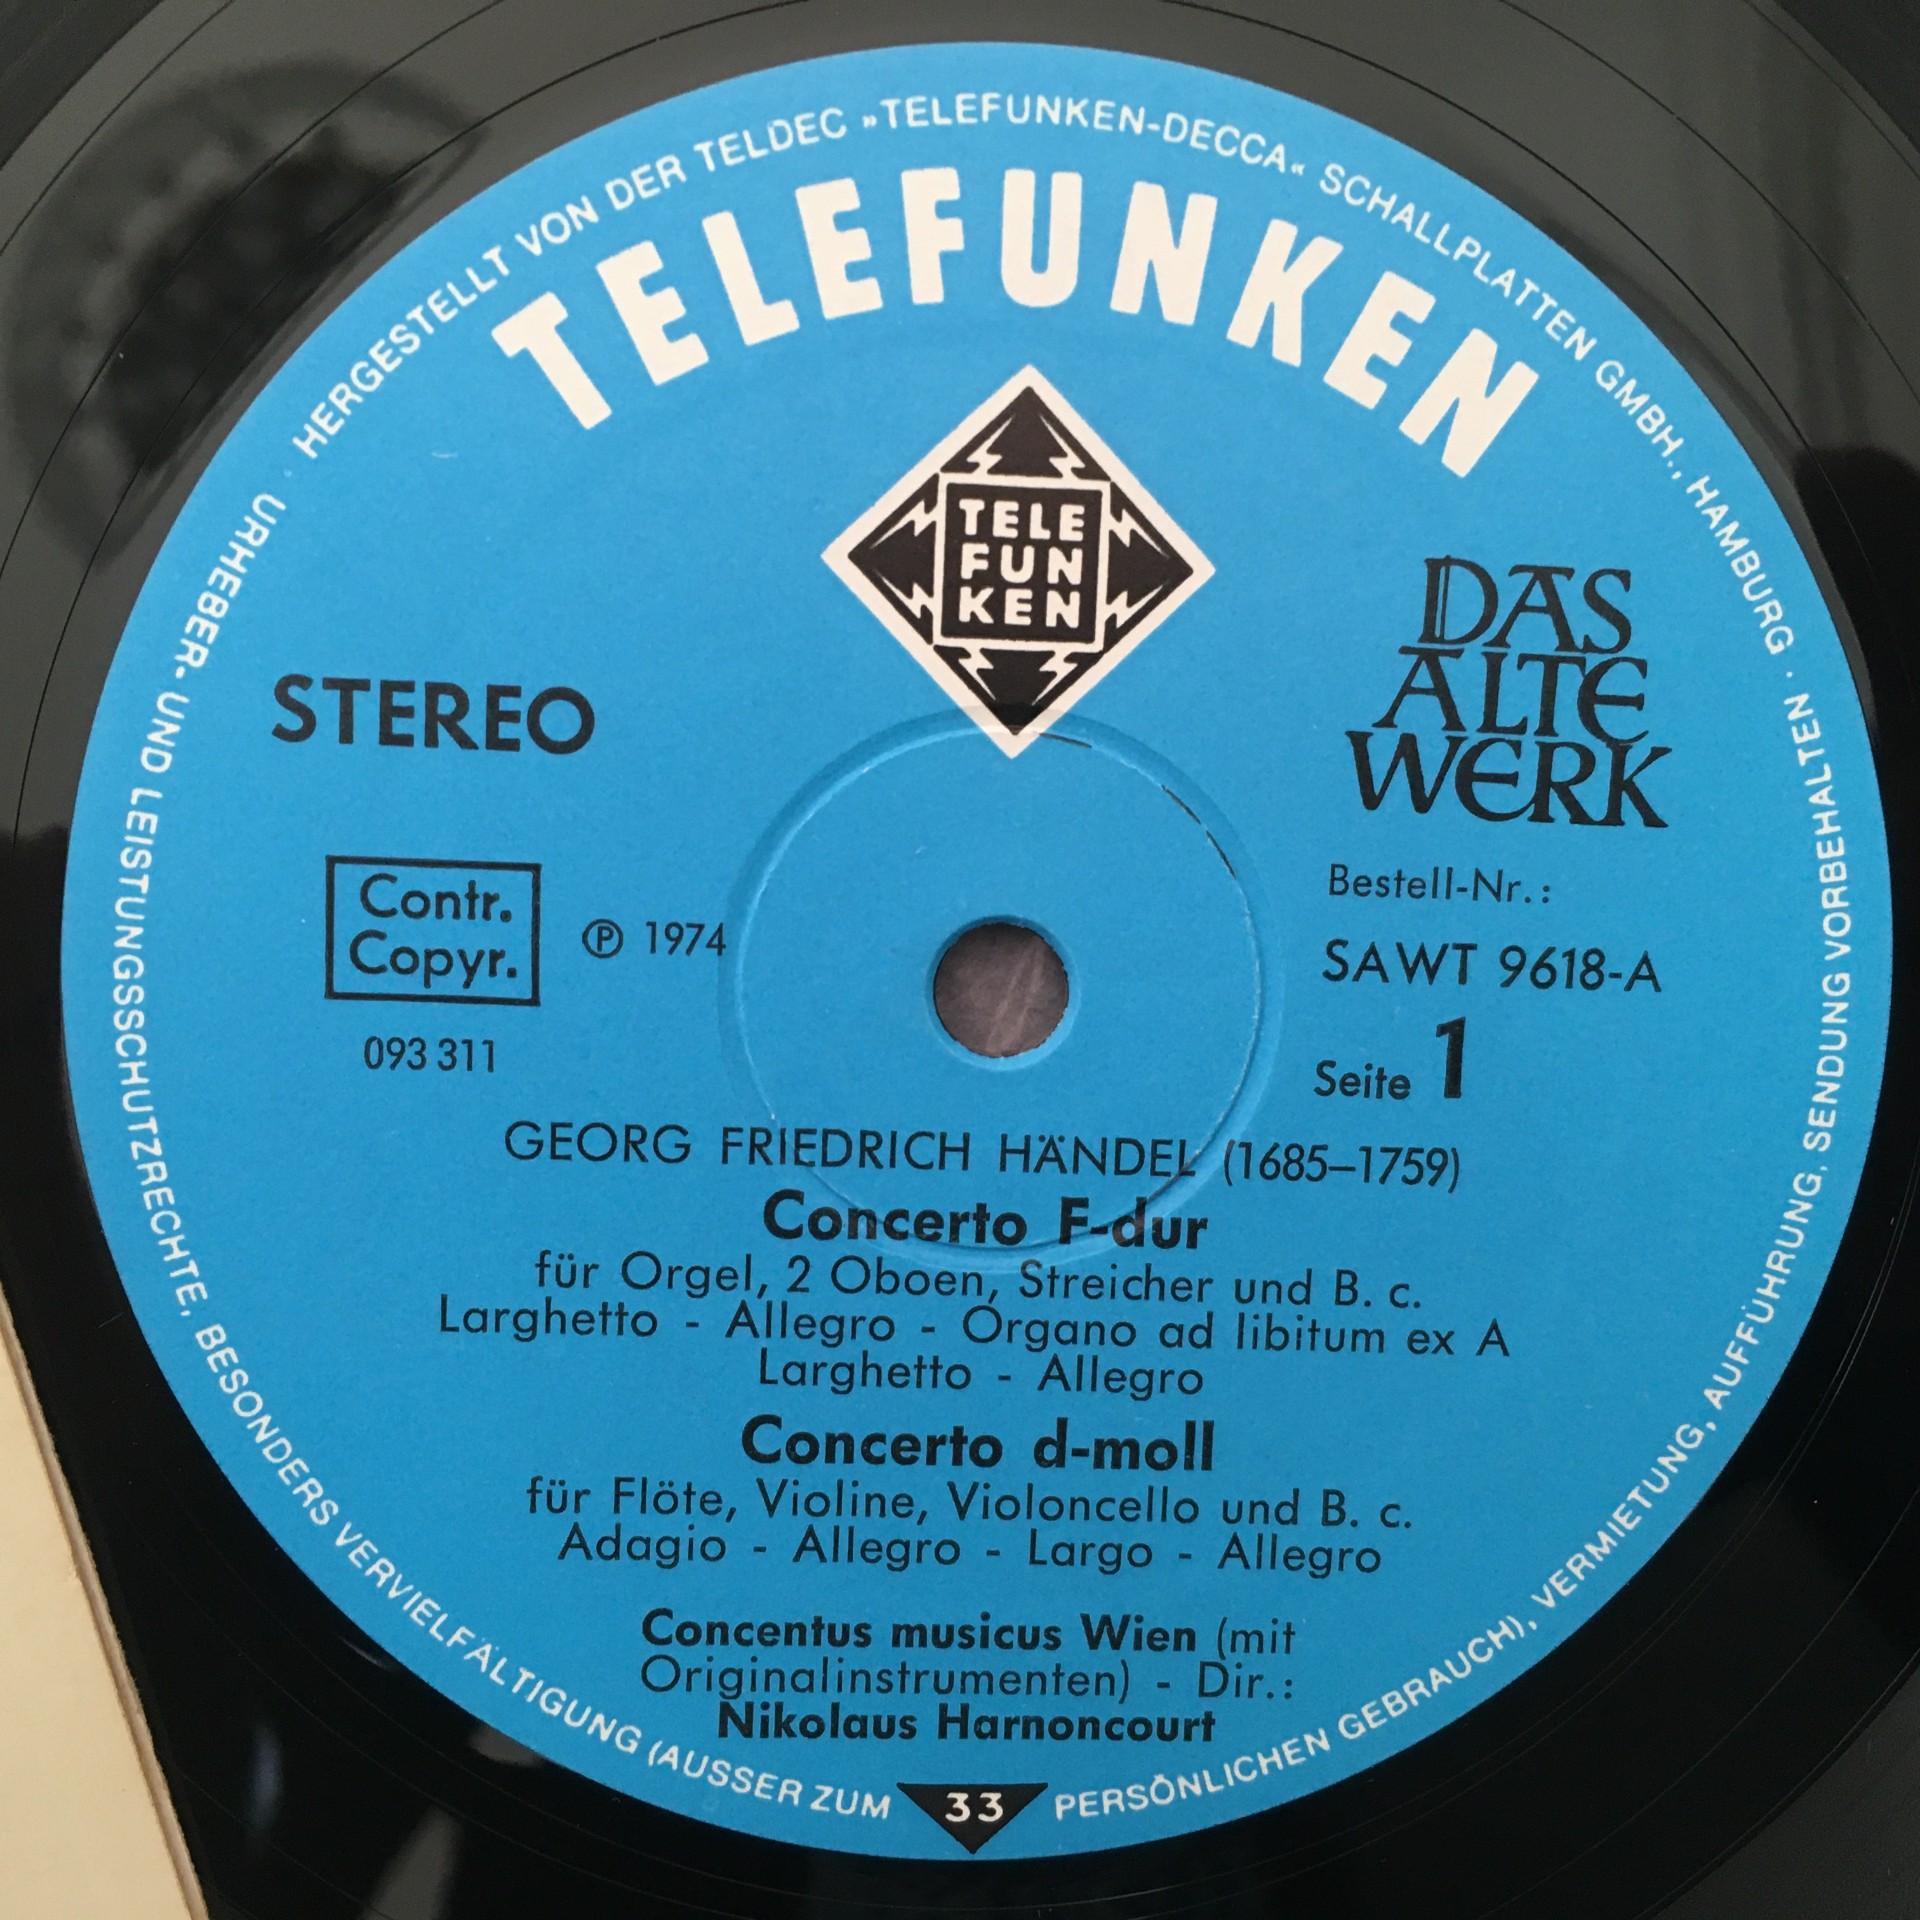 HERGESTELLT VON DER TELDEC »TELEFUNKEN-DECCA« SCHALLPLATTEN GMBH., HAMBURG ·
URHEBER- UND LEISTUNGSSCHUTZRECHTE, BESONDERS VERVIELFÄLTIGUNG (AUSSER ZUM PERSÖNLICHEN GEBRAUCH), VERMIETUNG, AUFFÜHRUNG, SENDUNG VORBEHALTEN ·
TELEFUNKEN
TELE
FUN
KEN
DAS
ALTE
WERK
STEREO
Contr.
Copyr.
℗ 1974
093 311
Bestell-Nr.:
SAWT 9618-A
Seite 1
GEORG FRIEDRICH HÄNDEL (1685–1759)
Concerto F-dur
für Orgel, 2 Oboen, Streicher und B. c.
Larghetto - Allegro - Organo ad libitum ex A
Larghetto - Allegro
Concerto d-moll
für Flöte, Violine, Violoncello und B. c.
Adagio - Allegro - Largo - Allegro
Concentus musicus Wien (mit
Originalinstrumenten) - Dir.:
Nikolaus Harnoncourt
33